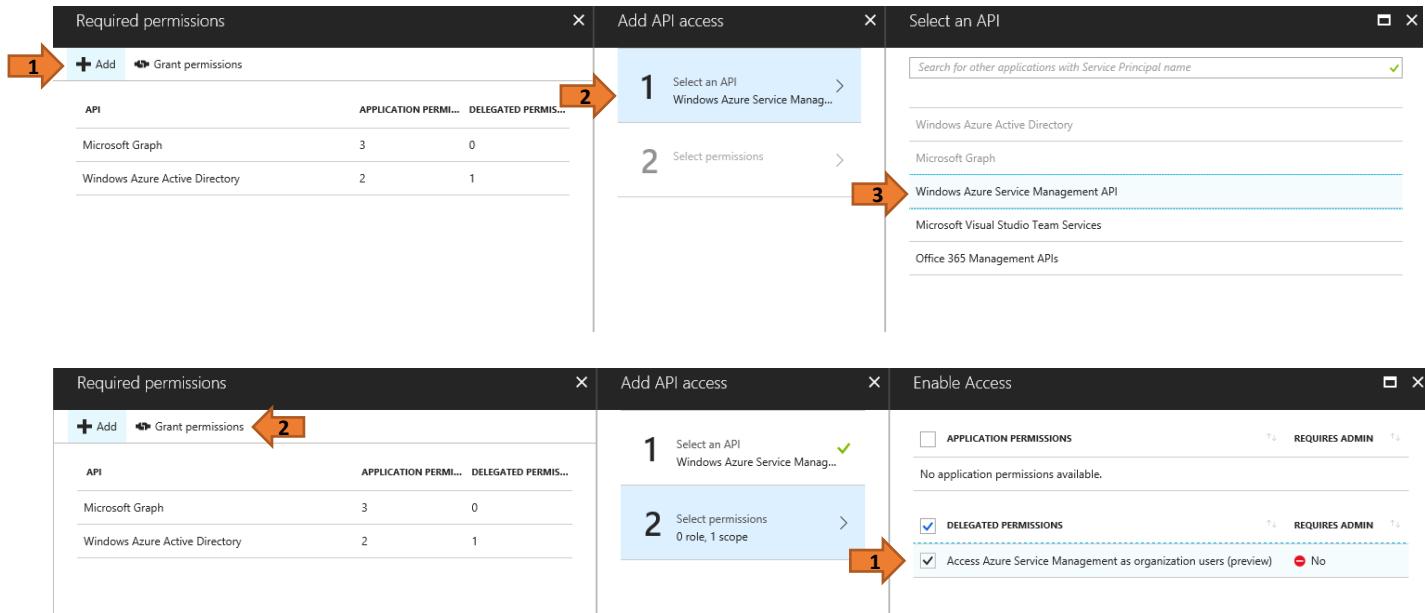 Required permissions
Add API access
Select an API
1
Add
Grant permissions
API
APPLICATION PERMI...
DELEGATED PERMIS...
Microsoft Graph
3
0
Windows Azure Active Directory
2
1
2
1
Select an API
Windows Azure Service Manag...
2
Select permissions
Search for other applications with Service Principal name
Windows Azure Active Directory
Microsoft Graph
3
Windows Azure Service Management API
Microsoft Visual Studio Team Services
Office 365 Management APIs
Required permissions
Add API access
Enable Access
Add
Grant permissions
2
API
APPLICATION PERMI...
DELEGATED PERMIS...
Microsoft Graph
3
0
Windows Azure Active Directory
2
1
1
Select an API
Windows Azure Service Manag...
2
Select permissions
0 role, 1 scope
APPLICATION PERMISSIONS
REQUIRES ADMIN
No application permissions available.
DELEGATED PERMISSIONS
REQUIRES ADMIN
1
Access Azure Service Management as organization users (preview)
No